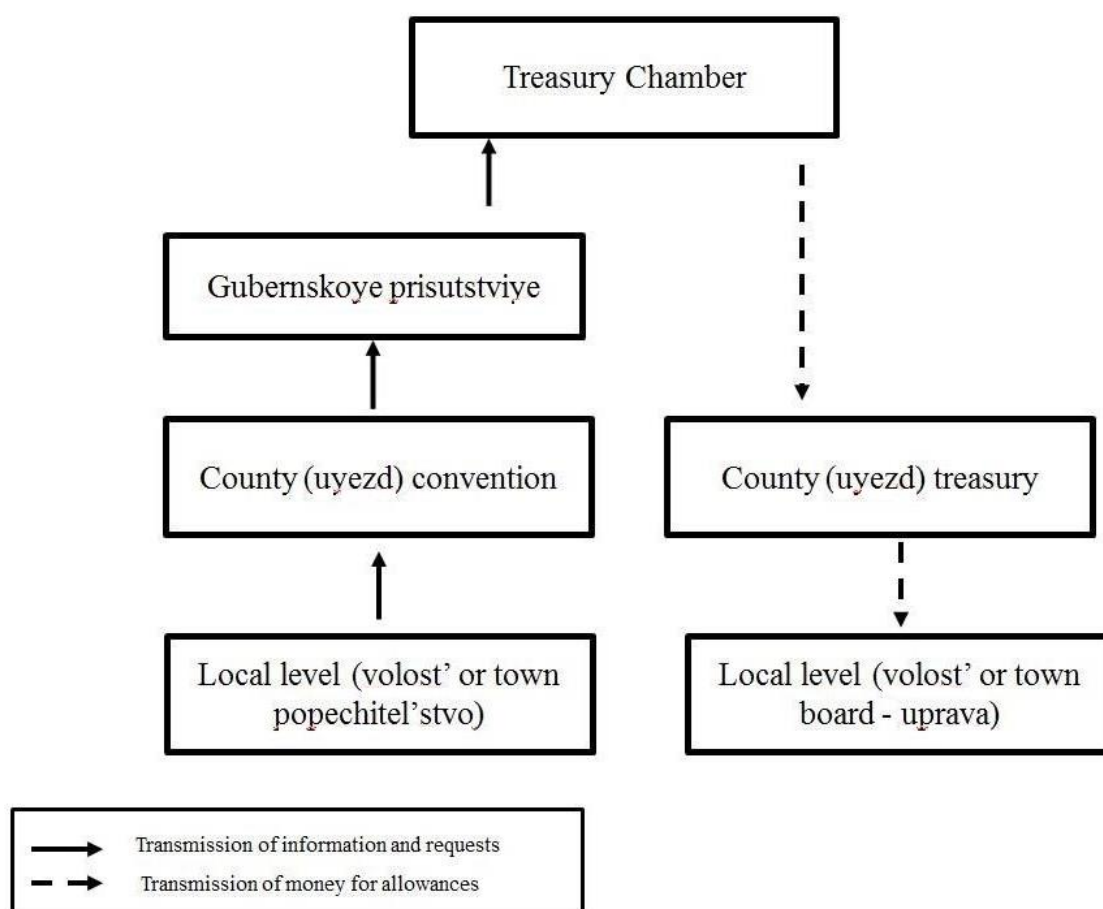 Treasury Chamber
Gubernskoye prisutstviye
County (uyezd) convention
County (uyezd) treasury
Local level (volost’ or town
popechitel’stvo)
Local level (volost’ or town
board - uprava)
Transmission of information and requests
Transmission of money for allowances